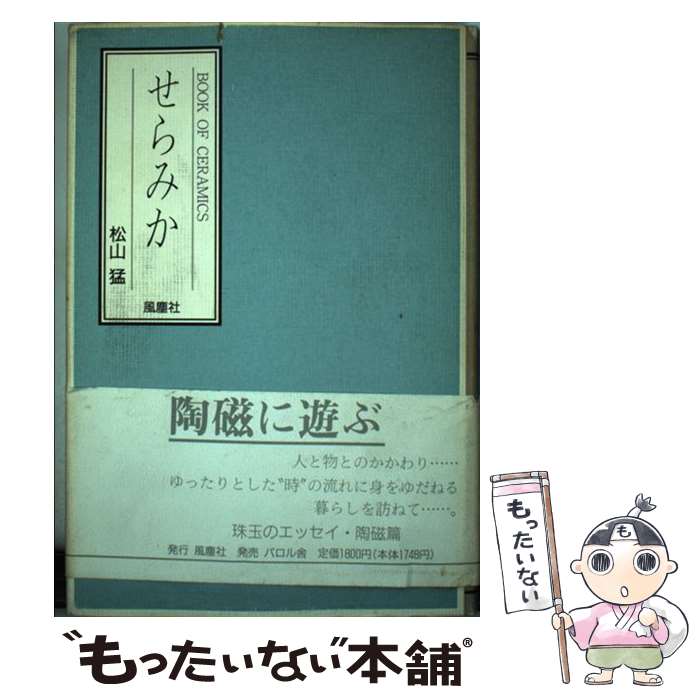 BOOK OF CERAMICS
せらみか
松山 猛
風塵社
陶磁に遊ぶ
人と物とのかかわり……
ゆったりとした〝時〟の流れに身をゆだねる
暮らしを訪ねて……。
珠玉のエッセイ・陶磁篇
発行 風塵社 発売 パロル舎 定価1800円(本体1748円)
もったいない
〝もったいない〟本舗®